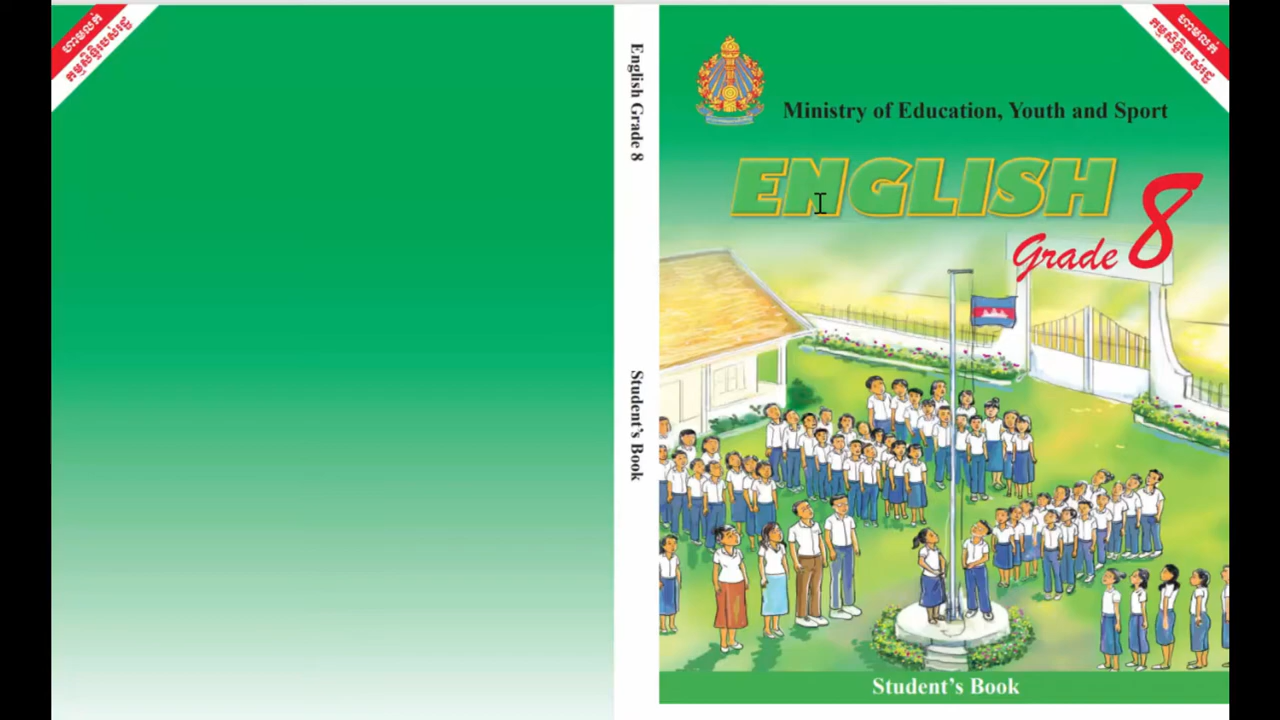 English Grade 8
Student's Book
Ministry of Education, Youth and Sport
ENGLISH
Grade 8
Student's Book